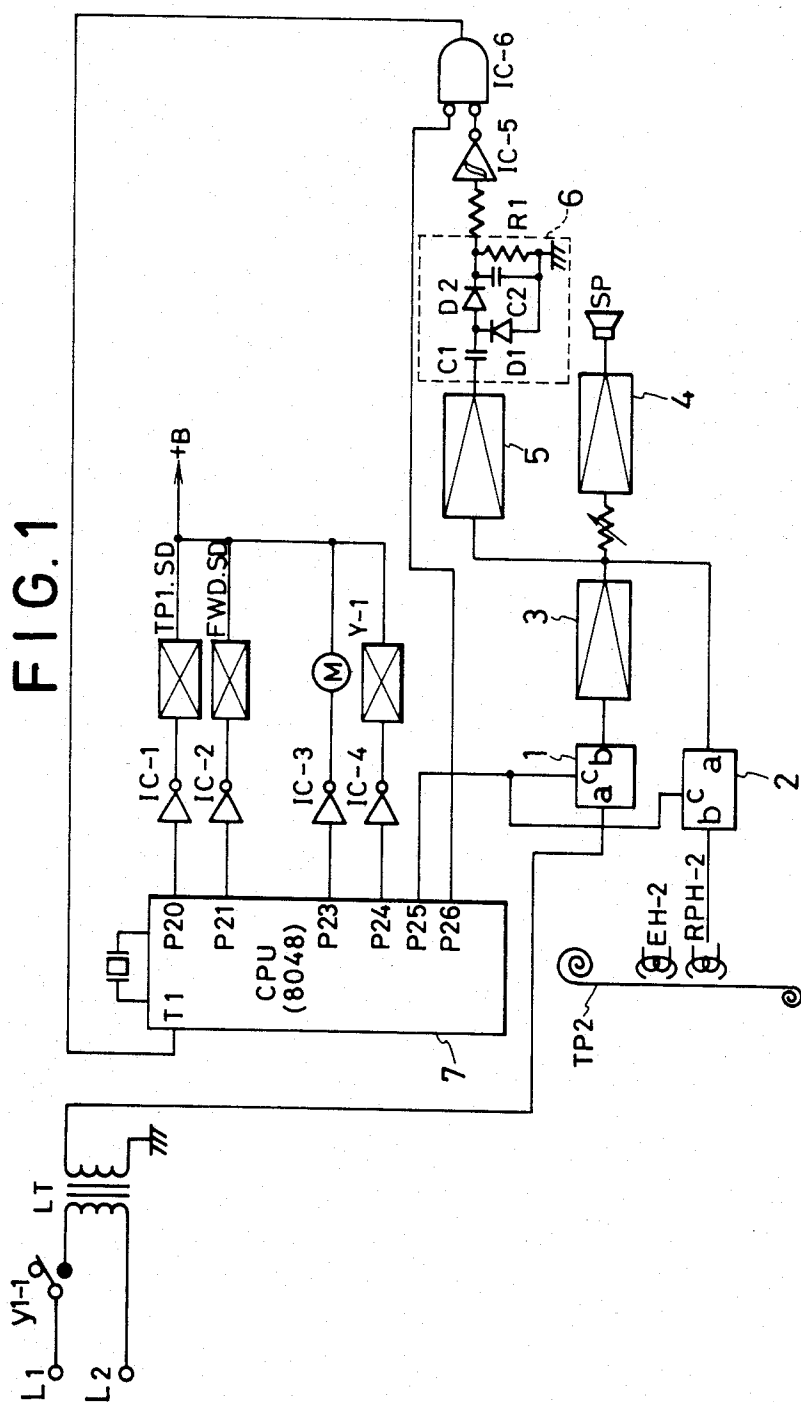 FIG. 1
L1
L2
y1-1
LT
T1
P20
P21
P23
P24
P25
P26
CPU
(8048)
7
IC-1
IC-2
IC-3
IC-4
TP1.SD
FWD.SD
M
Y-1
+B
IC-6
IC-5
R1
6
D2
C2
C1
D1
5
SP
4
3
1
a
c
b
2
b
c
a
EH-2
RPH-2
TP2